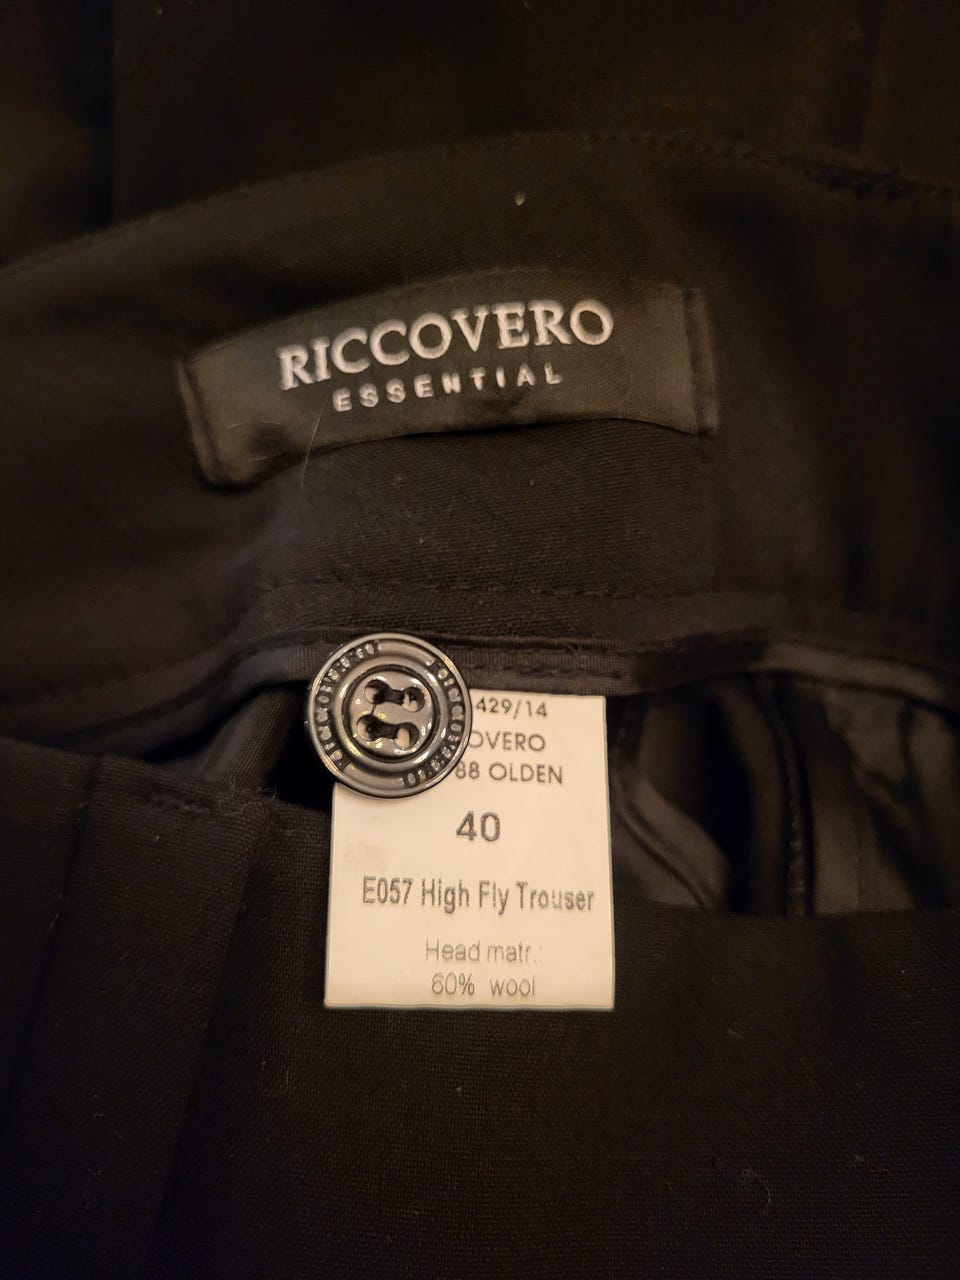 RICCOVERO
ESSENTIAL
429/14
OVERO
88 OLDEN
40
E057 High Fly Trouser
Head matr.:
60% wool